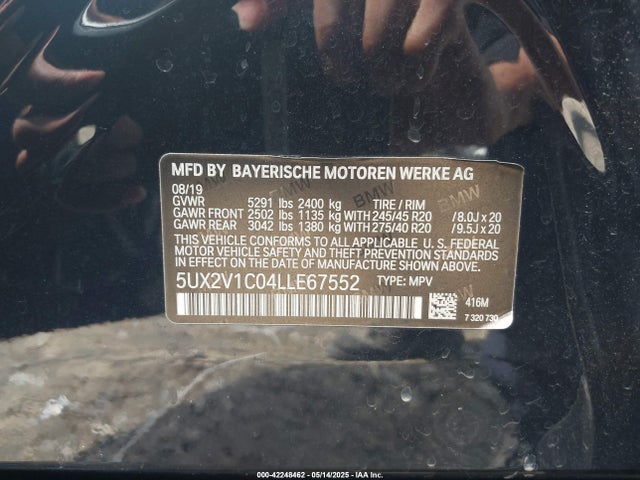 MFD BY BAYERISCHE MOTOREN WERKE AG
08/19
GVWR 5291 lbs 2400 kg TIRE / RIM
GAWR FRONT 2502 lbs 1135 kg WITH 245/45 R20 /8.0J x 20
GAWR REAR 3042 lbs 1380 kg WITH 275/40 R20 /9.5J x 20
THIS VEHICLE CONFORMS TO ALL APPLICABLE U. S. FEDERAL
MOTOR VEHICLE SAFETY AND THEFT PREVENTION STANDARDS
IN EFFECT ON THE DATE OF MANUFACTURE SHOWN ABOVE.
5UX2V1C04LLE67552 TYPE: MPV
416M
7 320 730
000-42248462 - 05/14/2025 - IAA Inc.